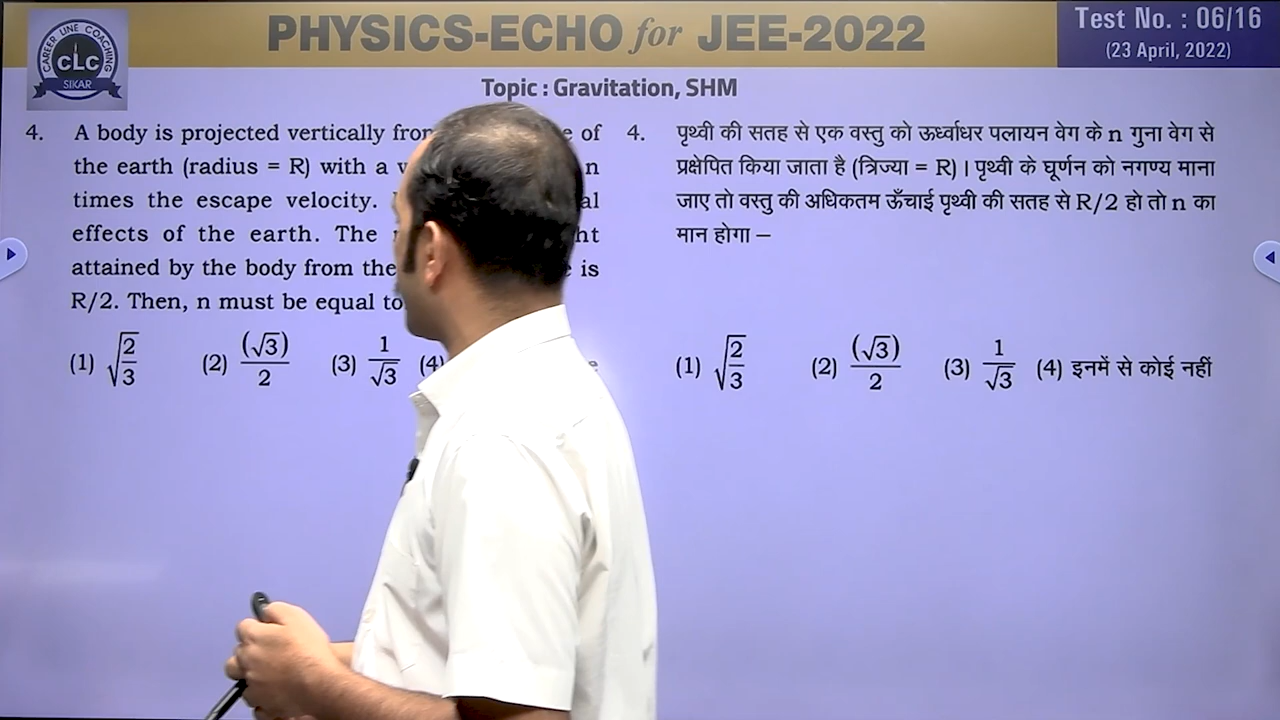 PHYSICS-ECHO for JEE-2022
Test No. : 06/16
(23 April, 2022)
CAREER LINE COACHING
CLC
SIKAR
Topic : Gravitation, SHM
4. A body is projected vertically of
the earth (radius = R) with a n
times the escape velocity.
effects of the earth. The
attained by the body from the is
R/2. Then, n must be equal to
(1) √(2/3) (2) (√3)/2 (3) 1/√3 (4)
4. पृथ्वी की सतह से एक वस्तु को ऊर्ध्वाधर पलायन वेग के n गुना वेग से
प्रक्षेपित किया जाता है (त्रिज्या = R) । पृथ्वी के घूर्णन को नगण्य माना
जाए तो वस्तु की अधिकतम ऊँचाई पृथ्वी की सतह से R/2 हो तो n का
मान होगा –
(1) √(2/3) (2) (√3)/2 (3) 1/√3 (4) इनमें से कोई नहीं